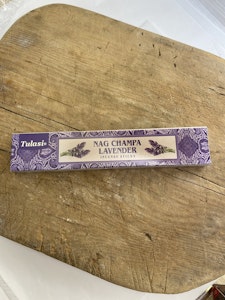 Tulasi
NAG CHAMPA
LAVENDER
INCENSE STICKS